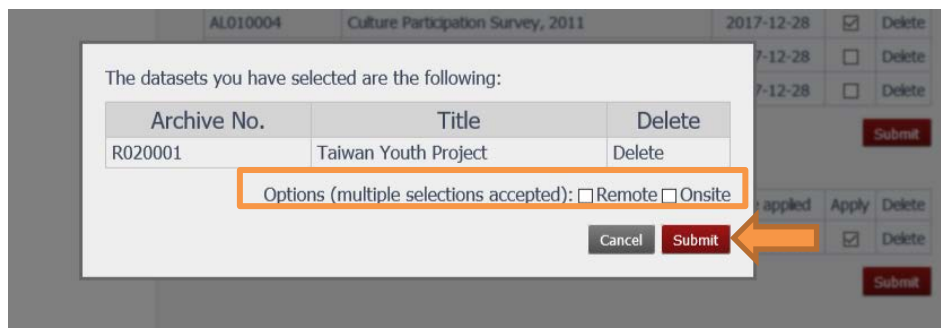 AL010004 Culture Participation Survey, 2011 2017-12-28 Delete
7-12-28 Delete
The datasets you have selected are the following:
7-12-28 Delete
Archive No. Title Delete
Submit
R020001 Taiwan Youth Project Delete
Options (multiple selections accepted): Remote Onsite
applied Apply Delete
Cancel Submit
Delete
Submit